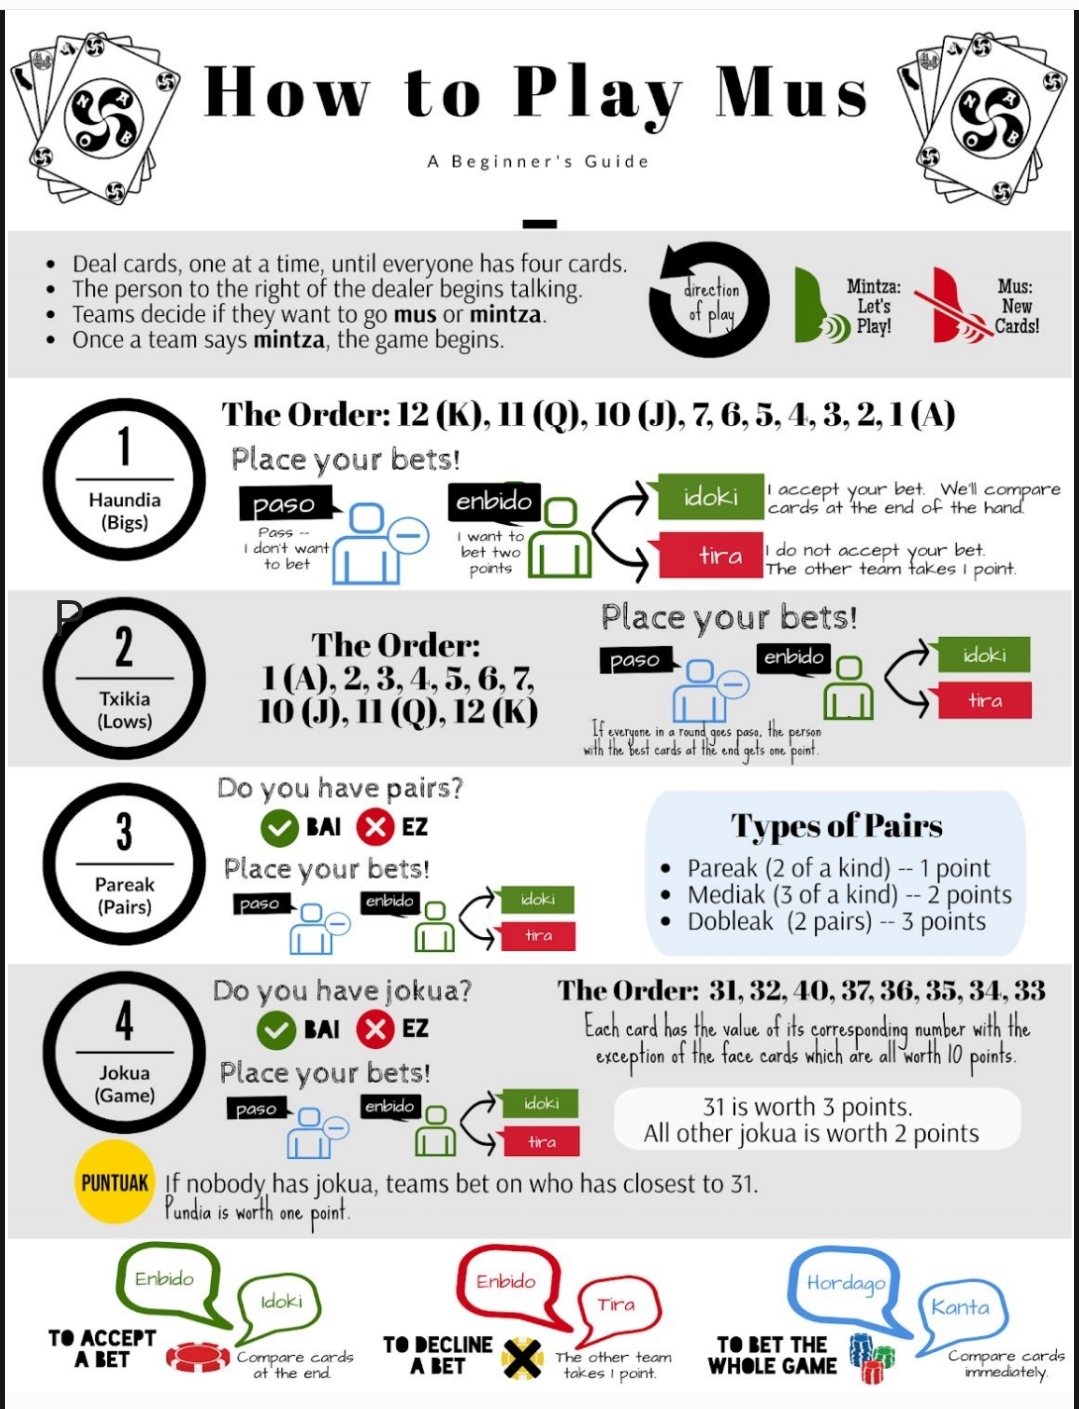 How to Play Mus
A Beginner's Guide
N A B O
N A B O
• Deal cards, one at a time, until everyone has four cards.
• The person to the right of the dealer begins talking.
• Teams decide if they want to go mus or mintza.
• Once a team says mintza, the game begins.
direction
of play
Mintza:
Let's
Play!
Mus:
New
Cards!
1
Haundia
(Bigs)
The Order: 12 (K), 11 (Q), 10 (J), 7, 6, 5, 4, 3, 2, 1 (A)
Place your bets!
paso
Pass --
I don't want
to bet
enbido
I want to
bet two
points
idoki
I accept your bet. We'll compare
cards at the end of the hand.
tira
I do not accept your bet.
The other team takes 1 point.
P
2
Txikia
(Lows)
The Order:
1 (A), 2, 3, 4, 5, 6, 7,
10 (J), 11 (Q), 12 (K)
Place your bets!
paso
enbido
idoki
tira
If everyone in a round goes paso, the person
with the best cards at the end gets one point.
3
Pareak
(Pairs)
Do you have pairs?
BAI
EZ
Place your bets!
paso
enbido
idoki
tira
Types of Pairs
• Pareak (2 of a kind) -- 1 point
• Mediak (3 of a kind) -- 2 points
• Dobleak (2 pairs) -- 3 points
4
Jokua
(Game)
Do you have jokua?
BAI
EZ
Place your bets!
paso
enbido
idoki
tira
The Order: 31, 32, 40, 37, 36, 35, 34, 33
Each card has the value of its corresponding number with the
exception of the face cards which are all worth 10 points.
31 is worth 3 points.
All other jokua is worth 2 points
PUNTUAK
If nobody has jokua, teams bet on who has closest to 31.
Pundia is worth one point.
Enbido
Idoki
TO ACCEPT
A BET
Compare cards
at the end.
Enbido
Tira
TO DECLINE
A BET
The other team
takes 1 point.
Hordago
Kanta
TO BET THE
WHOLE GAME
Compare cards
immediately.